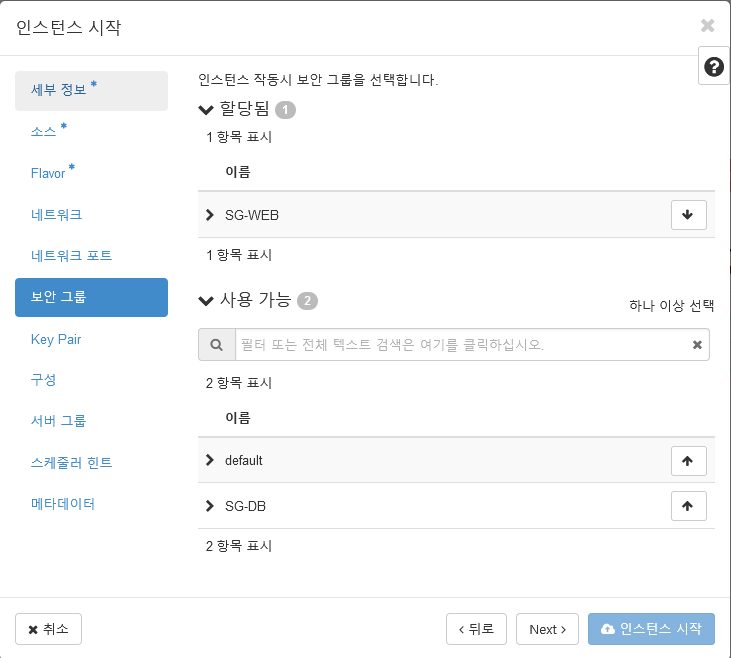 인스턴스 시작
세부 정보 *
소스 *
Flavor *
네트워크
네트워크 포트
보안 그룹
Key Pair
구성
서버 그룹
스케줄러 힌트
메타데이터
인스턴스 작동시 보안 그룹을 선택합니다.
할당됨 1
1 항목 표시
이름
SG-WEB
1 항목 표시
사용 가능 2
하나 이상 선택
필터 또는 전체 텍스트 검색은 여기를 클릭하십시오.
2 항목 표시
이름
default
SG-DB
2 항목 표시
취소
뒤로
Next
인스턴스 시작